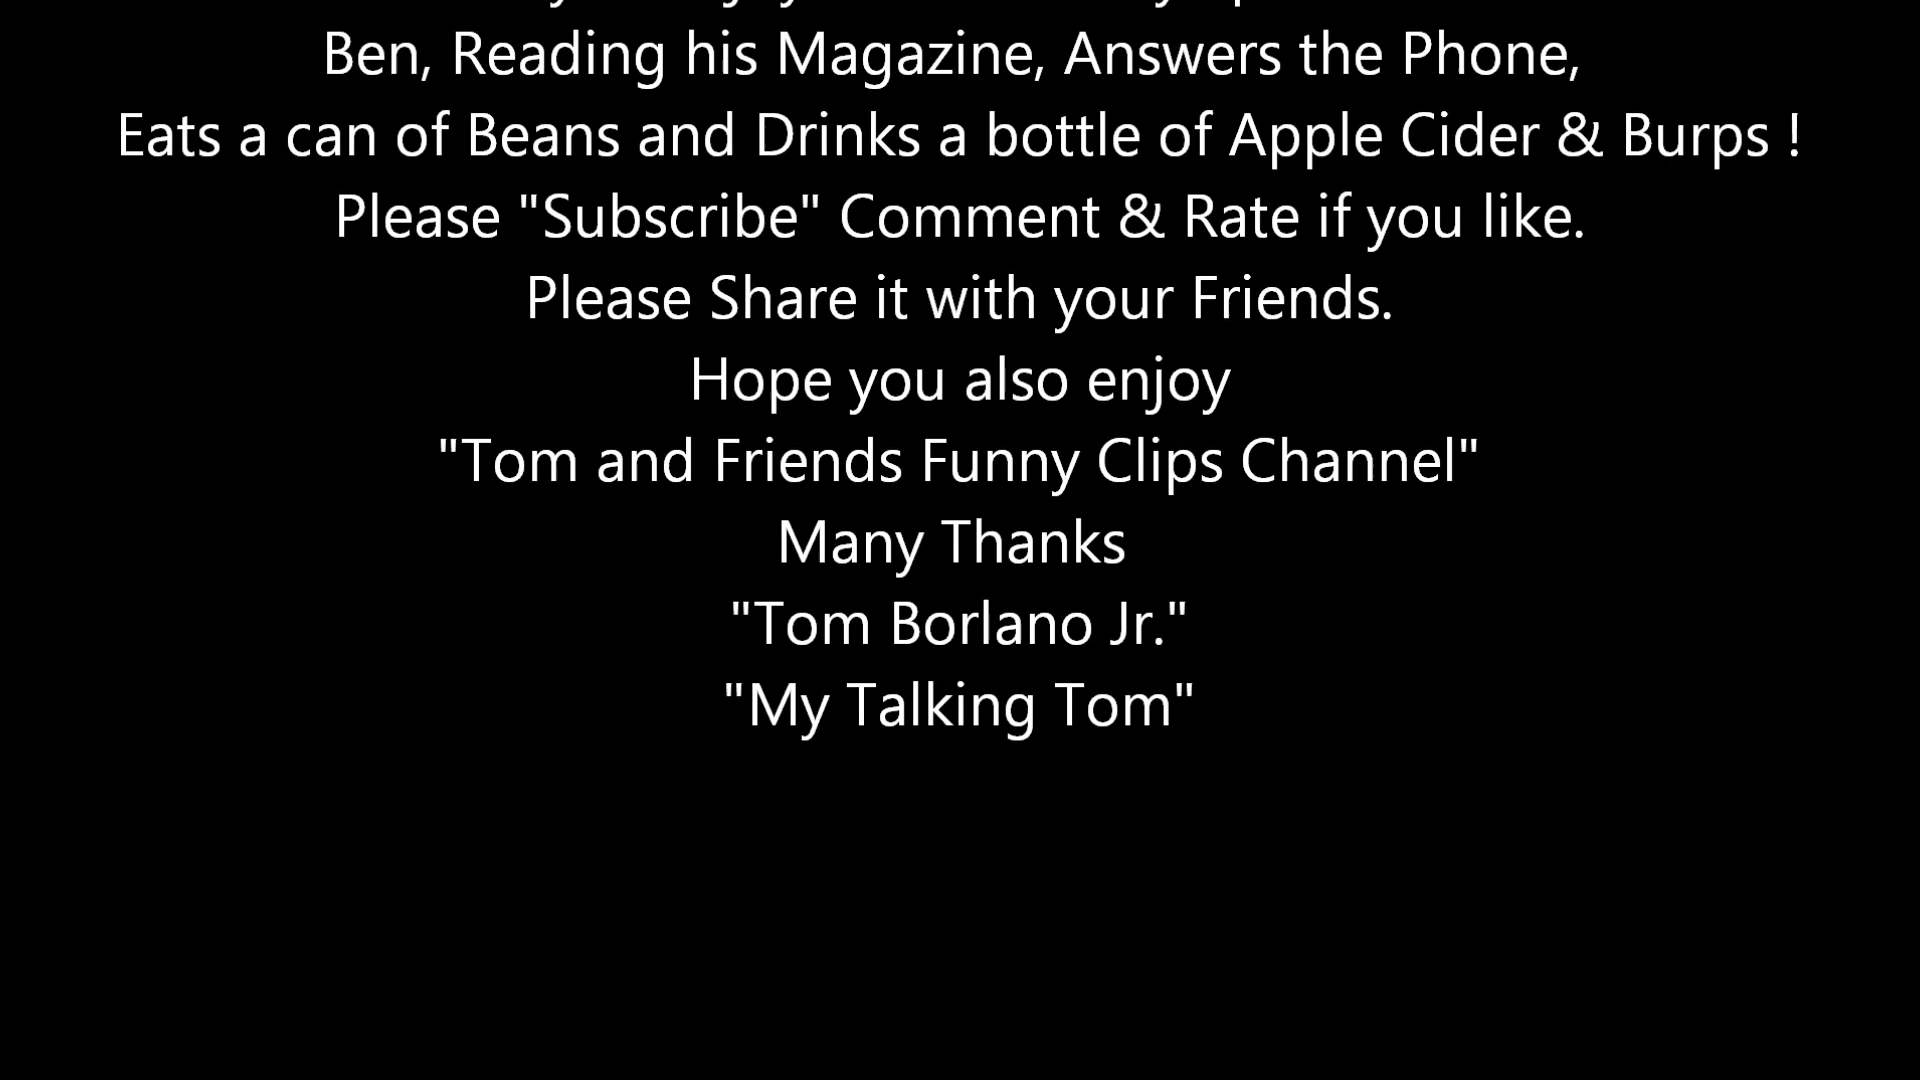 Ben, Reading his Magazine, Answers the Phone,
Eats a can of Beans and Drinks a bottle of Apple Cider & Burps !
Please "Subscribe" Comment & Rate if you like.
Please Share it with your Friends.
Hope you also enjoy
"Tom and Friends Funny Clips Channel"
Many Thanks
"Tom Borlano Jr."
"My Talking Tom"